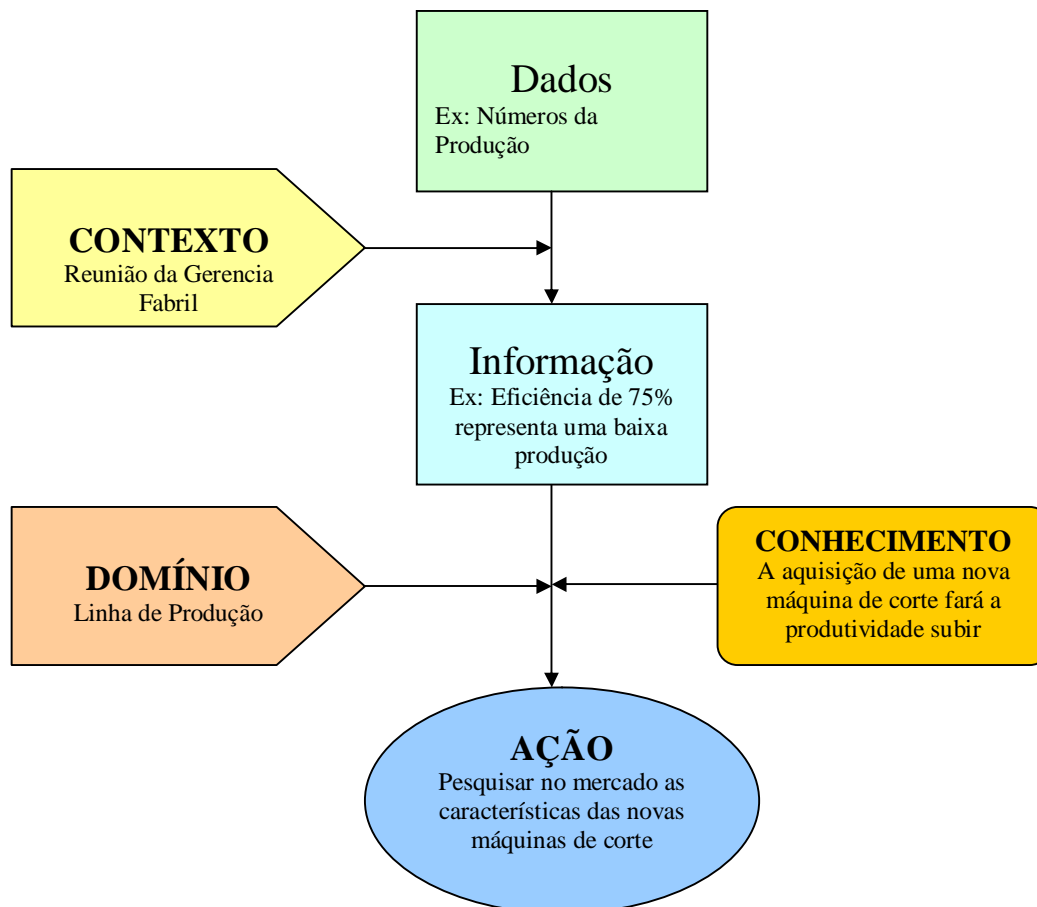 Dados
Ex: Números da
Produção
CONTEXTO
Reunião da Gerencia
Fabril
Informação
Ex: Eficiência de 75%
representa uma baixa
produção
DOMÍNIO
Linha de Produção
CONHECIMENTO
A aquisição de uma nova
máquina de corte fará a
produtividade subir
AÇÃO
Pesquisar no mercado as
características das novas
máquinas de corte